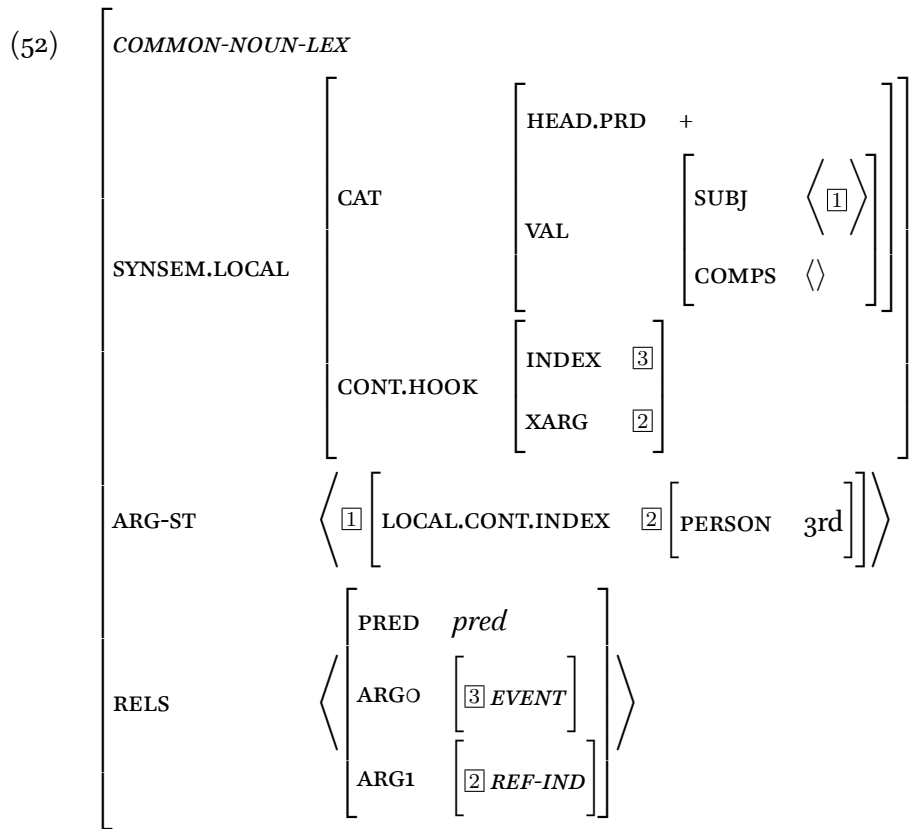 (52)
COMMON-NOUN-LEX
HEAD.PRD +
SUBJ ⟨ 1 ⟩
CAT
VAL
COMPS ⟨⟩
SYNSEM.LOCAL
INDEX 3
CONT.HOOK
XARG 2
ARG-ST ⟨ 1 [ LOCAL.CONT.INDEX 2 [ PERSON 3rd ] ] ⟩
PRED pred
ARG0 [ 3 EVENT ]
RELS
ARG1 [ 2 REF-IND ]